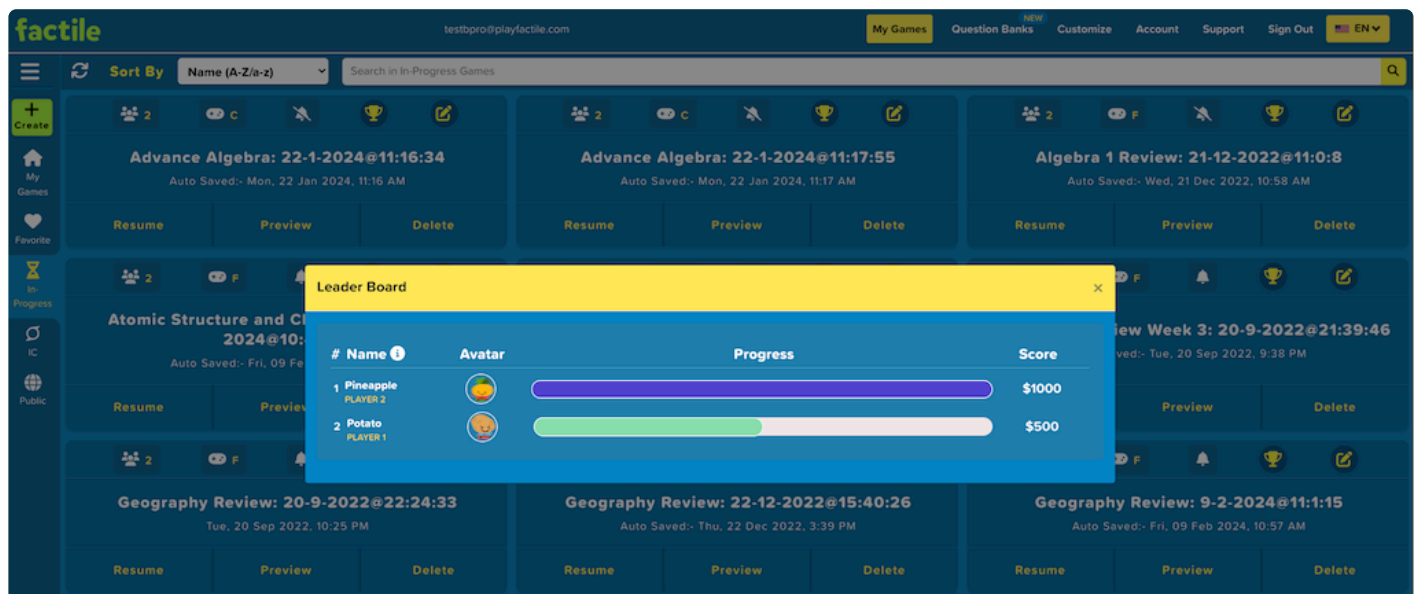 factile
testbpro@playfactile.com
My Games
NEW
Question Banks
Customize
Account
Support
Sign Out
EN
Sort By
Name (A-Z/a-z)
Search in In-Progress Games
+
Create
My
Games
Favorite
In-
Progress
IC
Public
2 C
Advance Algebra: 22-1-2024@11:16:34
Auto Saved:- Mon, 22 Jan 2024, 11:16 AM
Resume Preview Delete
2 C
Advance Algebra: 22-1-2024@11:17:55
Auto Saved:- Mon, 22 Jan 2024, 11:17 AM
Resume Preview Delete
2 F
Algebra 1 Review: 21-12-2022@11:0:8
Auto Saved:- Wed, 21 Dec 2022, 10:58 AM
Resume Preview Delete
2 F
Atomic Structure and
2024@10:
Auto Saved:- Fri, 09 Fe
Resume
F
iew Week 3: 20-9-2022@21:39:46
ved:- Tue, 20 Sep 2022, 9:38 PM
Preview Delete
Leader Board
×
# Name Avatar Progress Score
1 Pineapple $1000
PLAYER 2
2 Potato $500
PLAYER 1
2 F
Geography Review: 20-9-2022@22:24:33
Tue, 20 Sep 2022, 10:25 PM
Resume Preview Delete
Geography Review: 22-12-2022@15:40:26
Auto Saved:- Thu, 22 Dec 2022, 3:39 PM
Resume Preview Delete
F
Geography Review: 9-2-2024@11:1:15
Auto Saved:- Fri, 09 Feb 2024, 10:57 AM
Resume Preview Delete